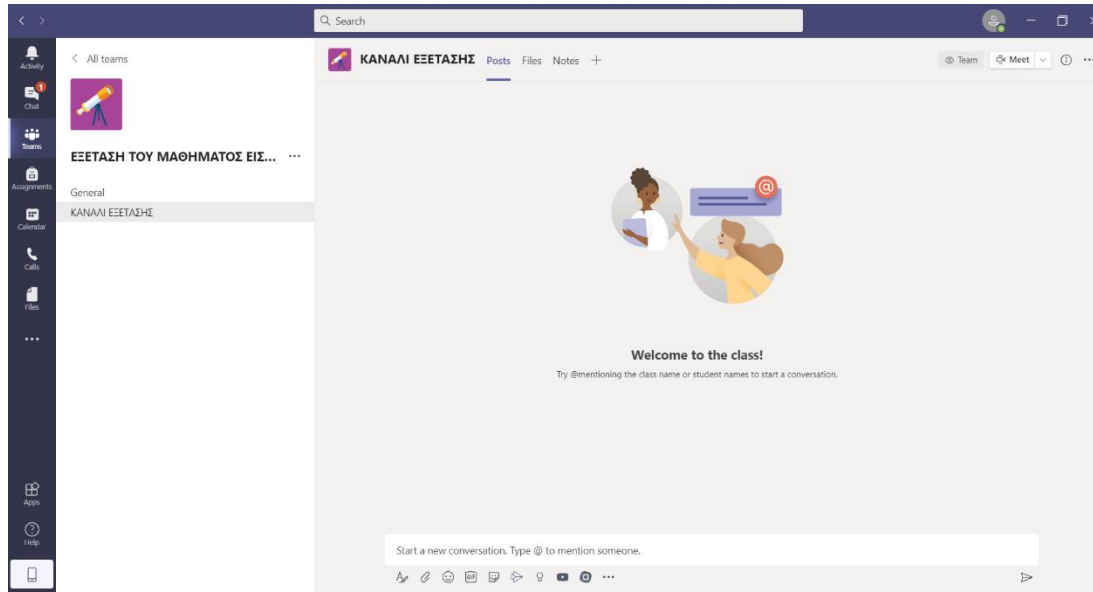 Search
Activity
Chat
1
Teams
Assignments
Calendar
Calls
Files
Apps
Help
All teams
ΕΞΕΤΑΣΗ ΤΟΥ ΜΑΘΗΜΑΤΟΣ ΕΙΣ... ...
General
ΚΑΝΑΛΙ ΕΞΕΤΑΣΗΣ
ΚΑΝΑΛΙ ΕΞΕΤΑΣΗΣ Posts Files Notes +
Team Meet
@
Welcome to the class!
Try @mentioning the class name or student names to start a conversation.
Start a new conversation. Type @ to mention someone.
GIF